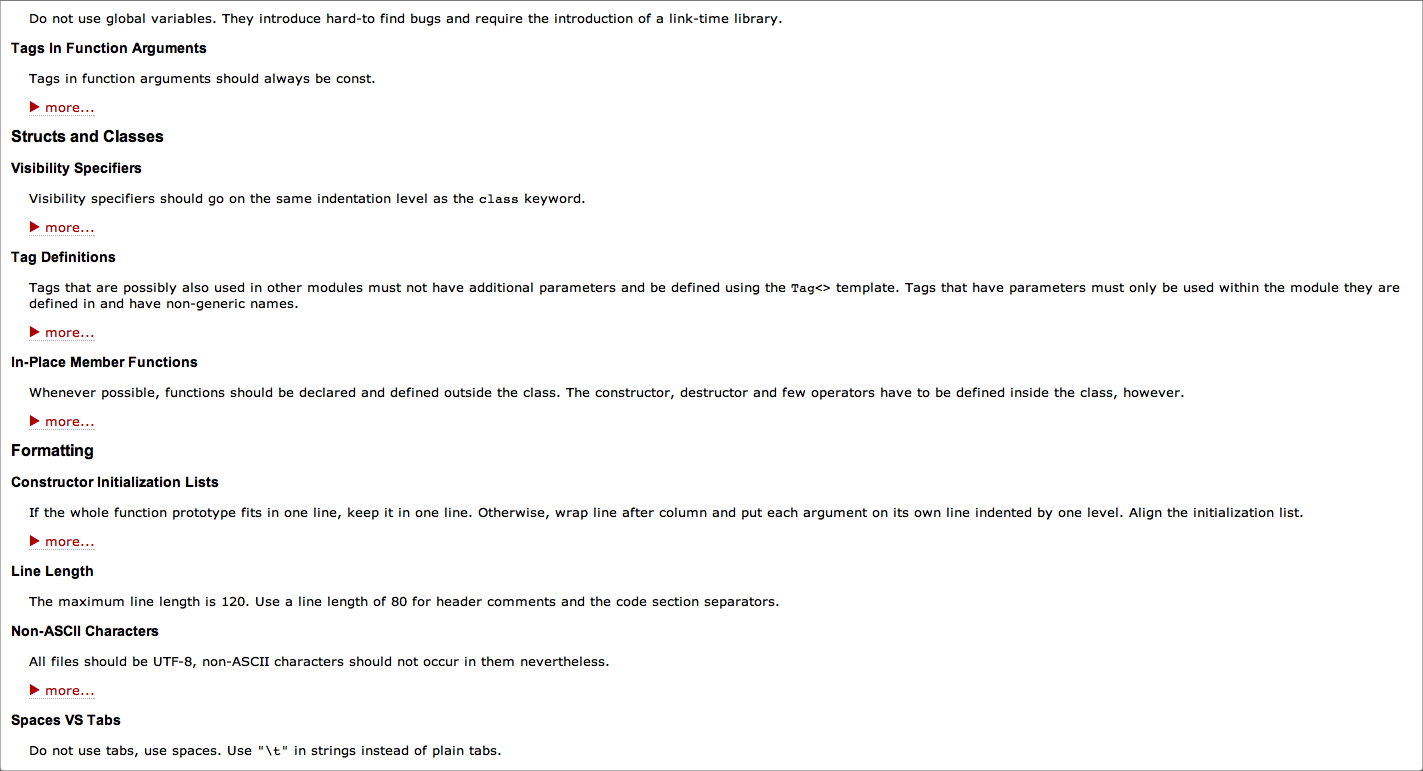 Do not use global variables. They introduce hard-to find bugs and require the introduction of a link-time library.
Tags In Function Arguments
Tags in function arguments should always be const.
▶ more...
Structs and Classes
Visibility Specifiers
Visibility specifiers should go on the same indentation level as the class keyword.
▶ more...
Tag Definitions
Tags that are possibly also used in other modules must not have additional parameters and be defined using the Tag<> template. Tags that have parameters must only be used within the module they are
defined in and have non-generic names.
▶ more...
In-Place Member Functions
Whenever possible, functions should be declared and defined outside the class. The constructor, destructor and few operators have to be defined inside the class, however.
▶ more...
Formatting
Constructor Initialization Lists
If the whole function prototype fits in one line, keep it in one line. Otherwise, wrap line after column and put each argument on its own line indented by one level. Align the initialization list.
▶ more...
Line Length
The maximum line length is 120. Use a line length of 80 for header comments and the code section separators.
Non-ASCII Characters
All files should be UTF-8, non-ASCII characters should not occur in them nevertheless.
▶ more...
Spaces VS Tabs
Do not use tabs, use spaces. Use "\t" in strings instead of plain tabs.